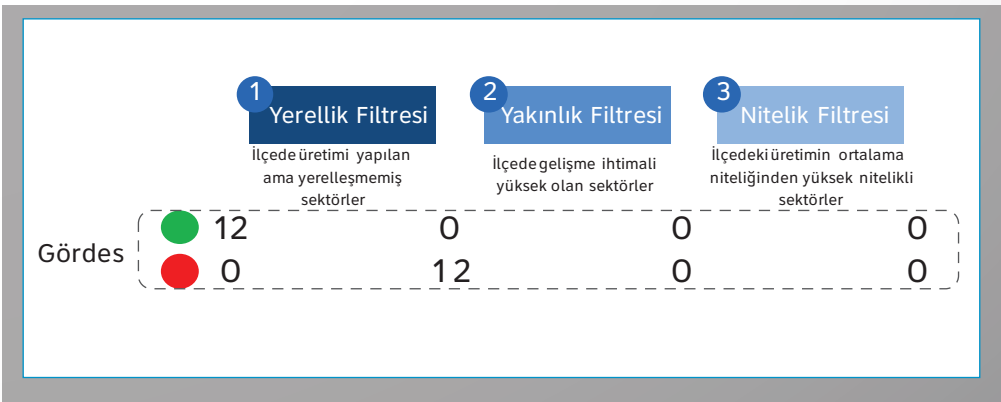 1 Yerellik Filtresi
2 Yakınlık Filtresi
3 Nitelik Filtresi
İlçede üretimi yapılan
ama yerelleşmemiş
sektörler
İlçede gelişme ihtimali
yüksek olan sektörler
İlçedeki üretimin ortalama
niteliğinden yüksek nitelikli
sektörler
Gördes
12 0 0 0
0 12 0 0